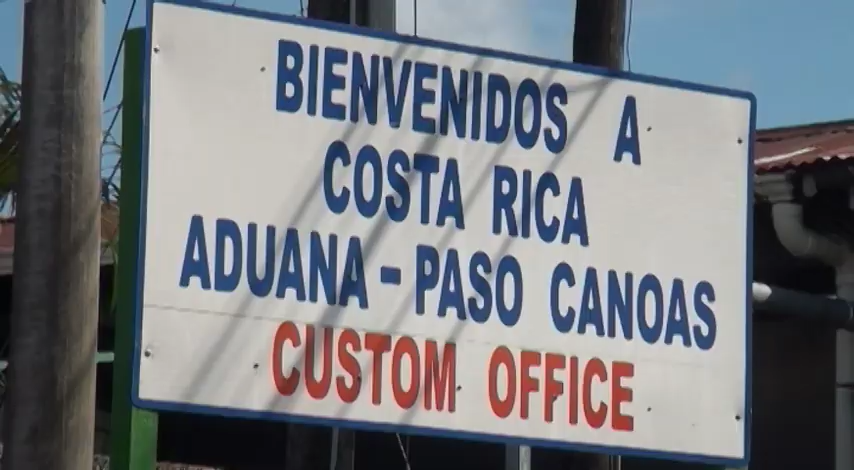 BIENVENIDOS A
COSTA RICA
ADUANA - PASO CANOAS
CUSTOM OFFICE